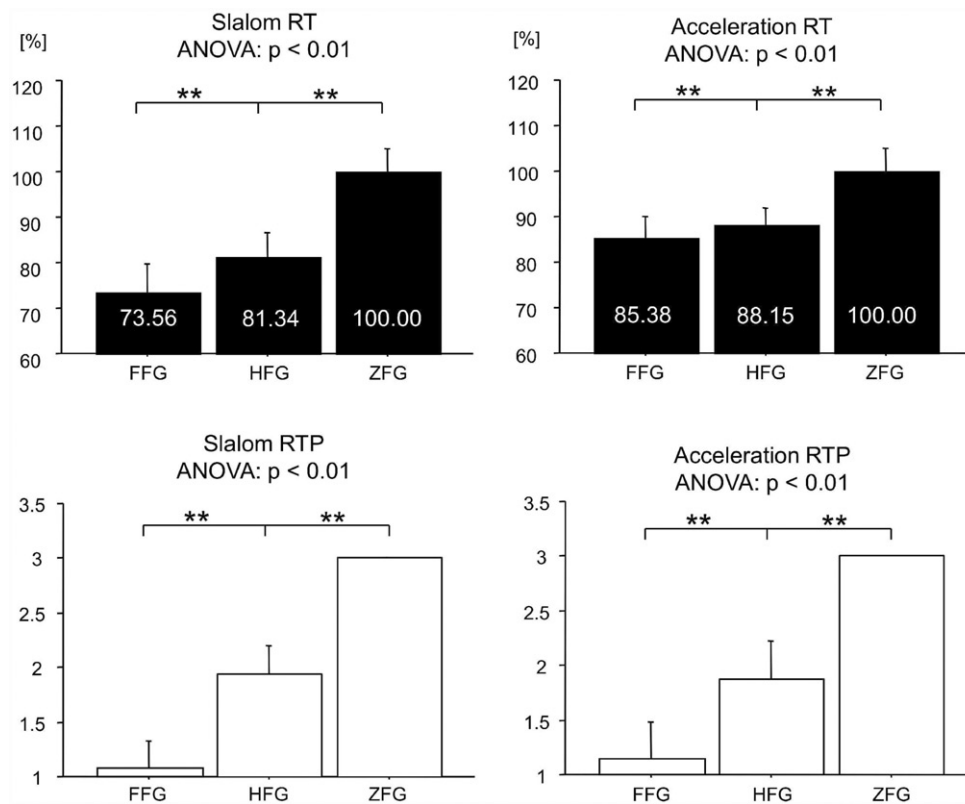 Slalom RT
[%]
ANOVA: p < 0.01
120
** **
110
100
90
80
70
60
73.56 81.34 100.00
FFG HFG ZFG
Acceleration RT
[%]
ANOVA: p < 0.01
120
** **
110
100
90
80
70
60
85.38 88.15 100.00
FFG HFG ZFG
Slalom RTP
ANOVA: p < 0.01
3.5
** **
3
2.5
2
1.5
1
FFG HFG ZFG
Acceleration RTP
ANOVA: p < 0.01
3.5
** **
3
2.5
2
1.5
1
FFG HFG ZFG